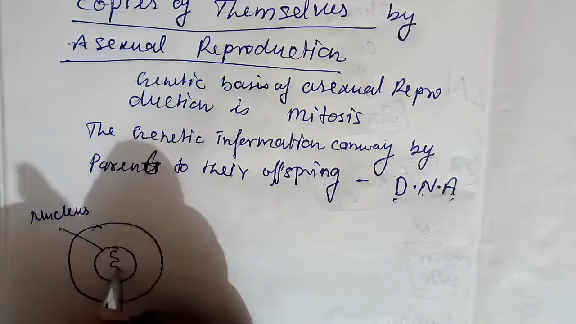 Copies of Themselves by
Asexual Reproduction
Genetic basis of asexual Repro
duction is mitosis
The Genetic information conway by
Parents to their offspring - D.N.A
Nucleus